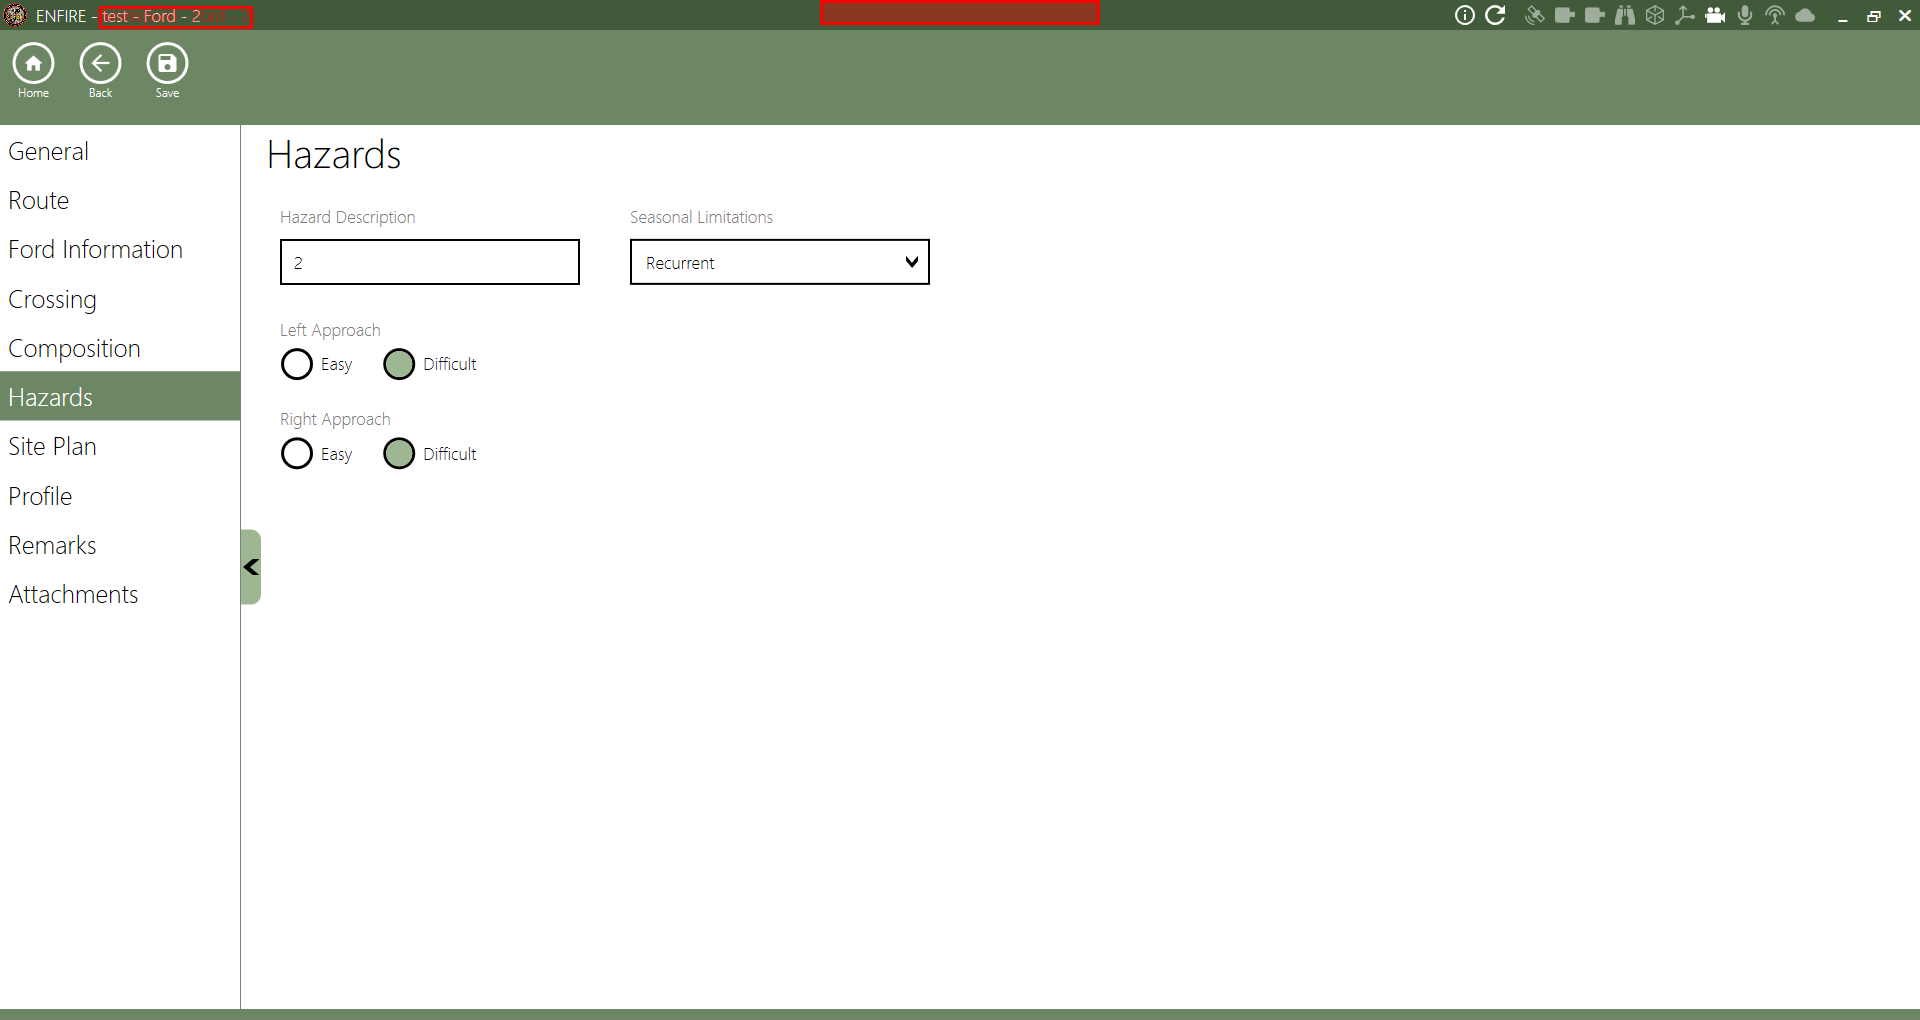 ENFIRE - test - Ford - 2
Home
Back
Save
General
Route
Ford Information
Crossing
Composition
Hazards
Site Plan
Profile
Remarks
Attachments
Hazards
Hazard Description
Seasonal Limitations
2
Recurrent
Left Approach
Easy
Difficult
Right Approach
Easy
Difficult